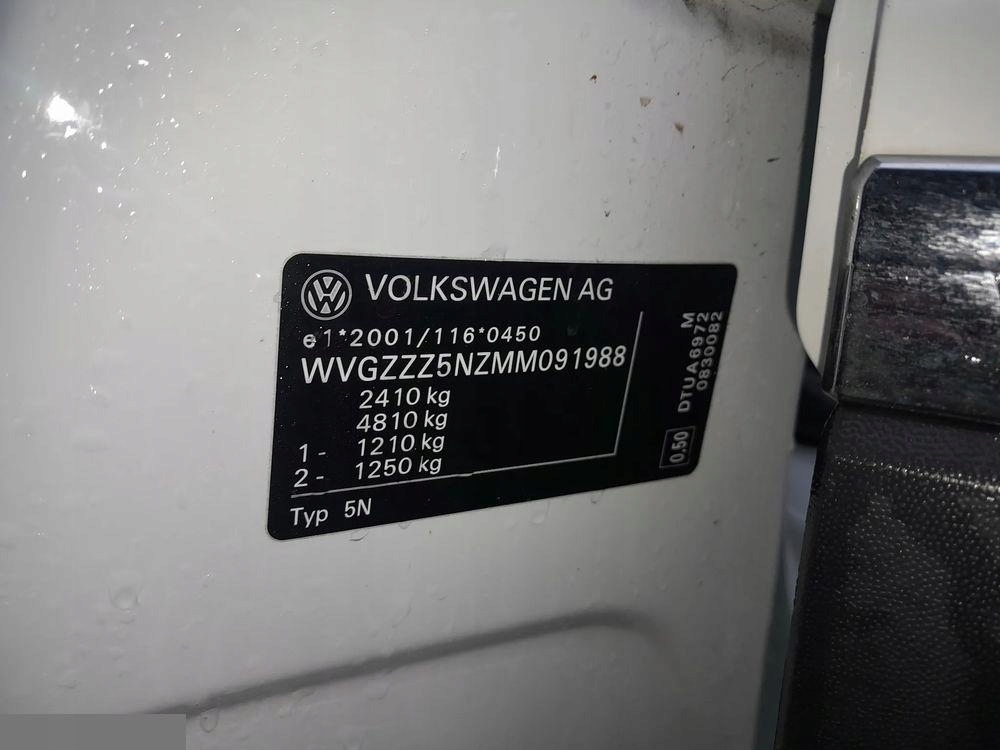 VOLKSWAGEN AG
e1*2001/116*0450
WVGZZZ5NZMM091988
2410 kg
4810 kg
1 - 1210 kg
2 - 1250 kg
Typ 5N
0.50 DTUA6972 M
0830082